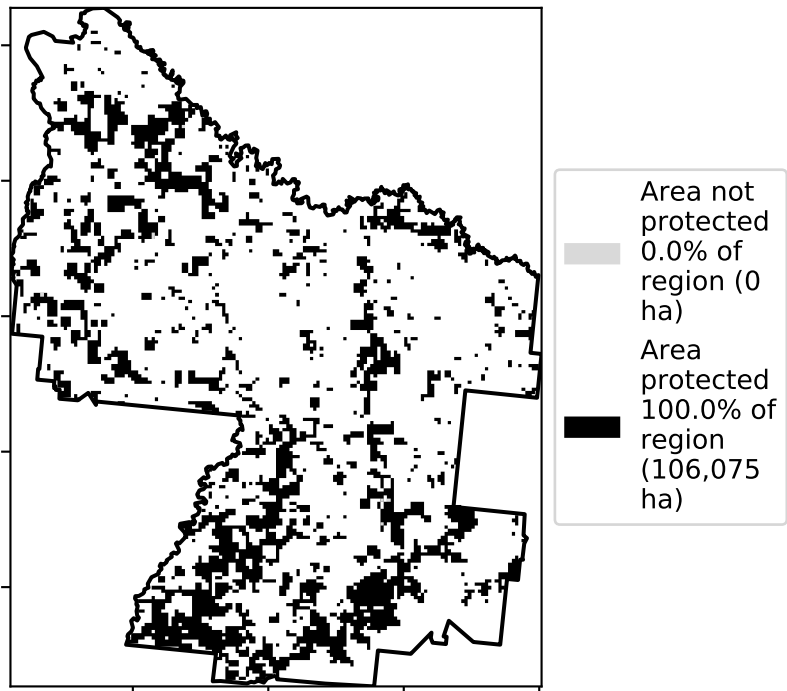 Area not
protected
0.0% of
region (0
ha)
Area
protected
100.0% of
region
(106,075
ha)